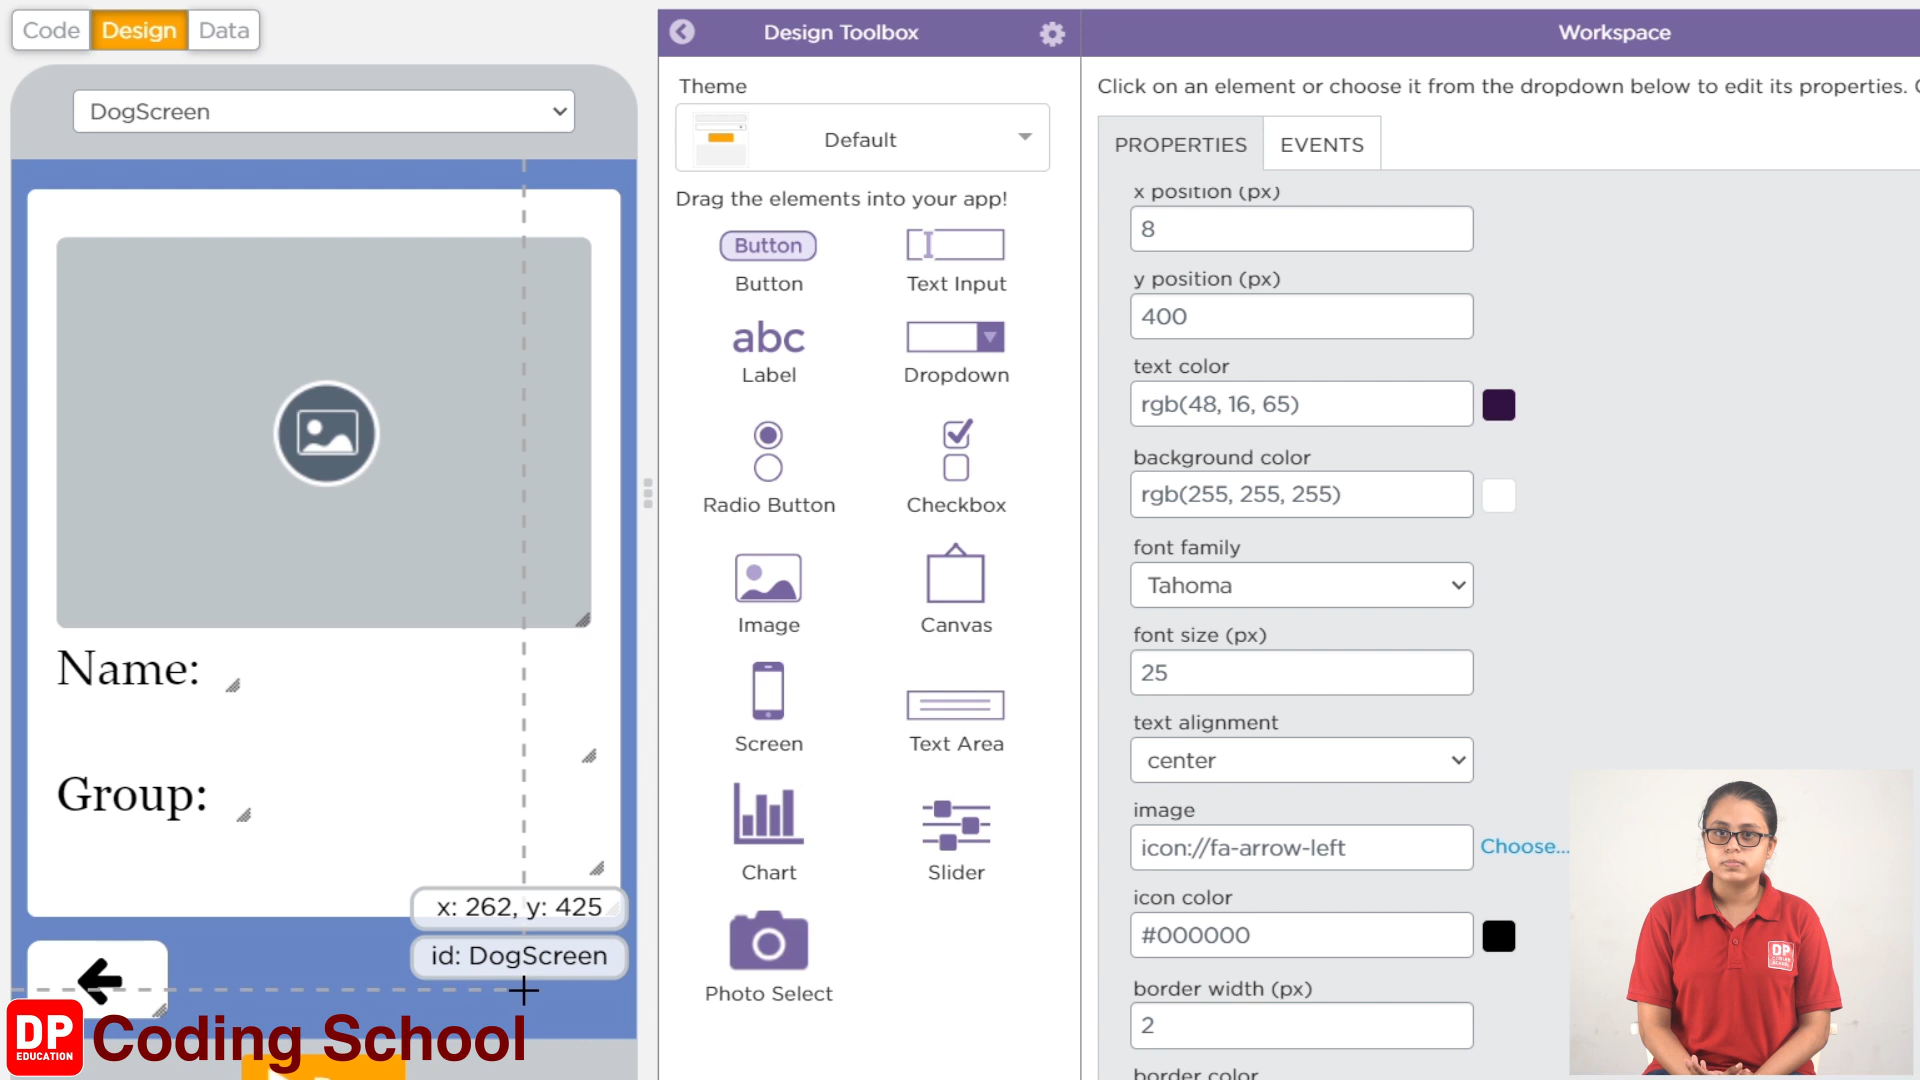 Code Design Data
DogScreen
Name:
Group:
x: 262, y: 425
id: DogScreen
DP
EDUCATION
Coding School
Design Toolbox
Theme
Default
Drag the elements into your app!
Button
Button
Text Input
abc
Label
Dropdown
Radio Button
Checkbox
Image
Canvas
Screen
Text Area
Chart
Slider
Photo Select
Workspace
Click on an element or choose it from the dropdown below to edit its properties.
PROPERTIES EVENTS
x position (px)
8
y position (px)
400
text color
rgb(48, 16, 65)
background color
rgb(255, 255, 255)
font family
Tahoma
font size (px)
25
text alignment
center
image
icon://fa-arrow-left
Choose...
icon color
#000000
border width (px)
2
border color
DP